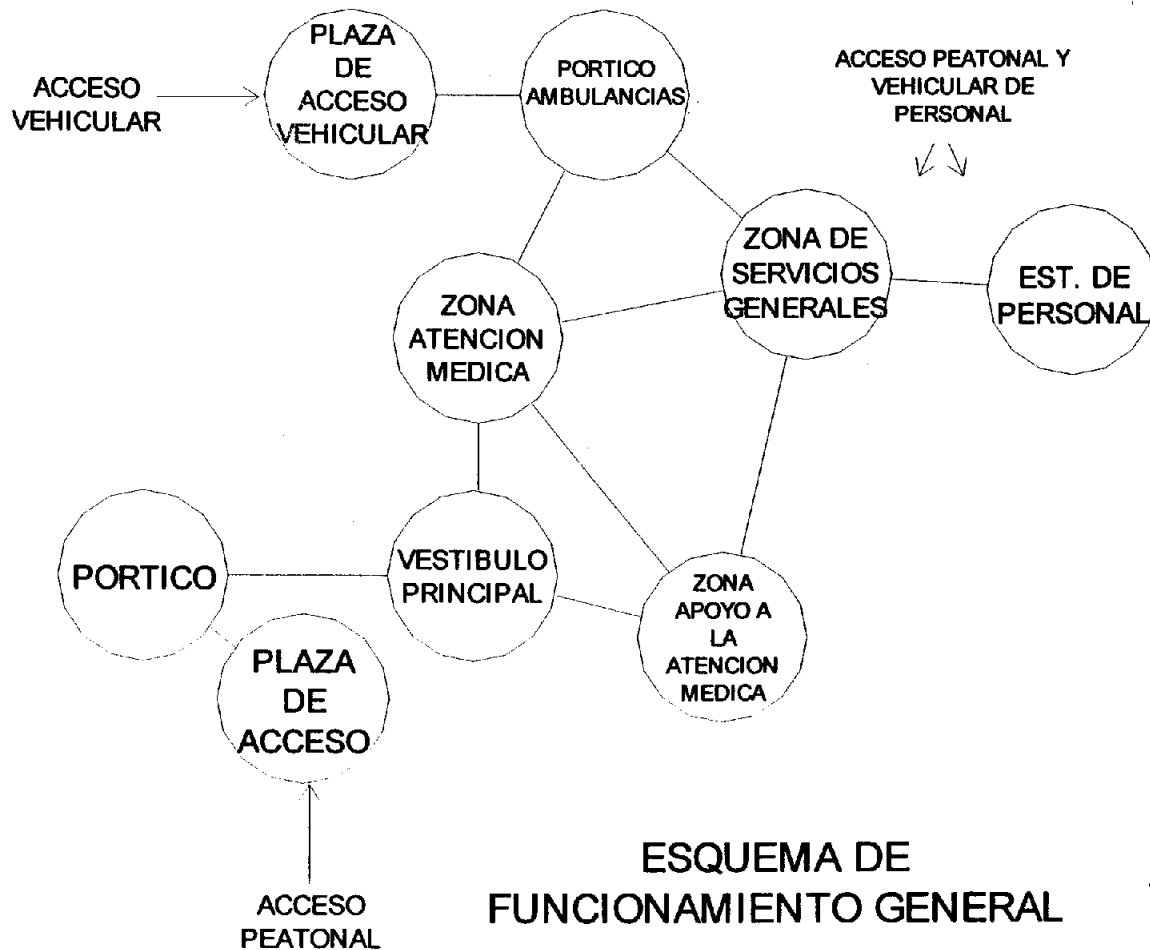 PLAZA
DE
ACCESO
VEHICULAR
ACCESO
VEHICULAR
PORTICO
AMBULANCIAS
ACCESO PEATONAL Y
VEHICULAR DE
PERSONAL
ZONA DE
SERVICIOS
GENERALES
EST. DE
PERSONAL
ZONA
ATENCION
MEDICA
PORTICO
VESTIBULO
PRINCIPAL
ZONA
APOYO A
LA
ATENCION
MEDICA
PLAZA
DE
ACCESO
ACCESO
PEATONAL
ESQUEMA DE
FUNCIONAMIENTO GENERAL